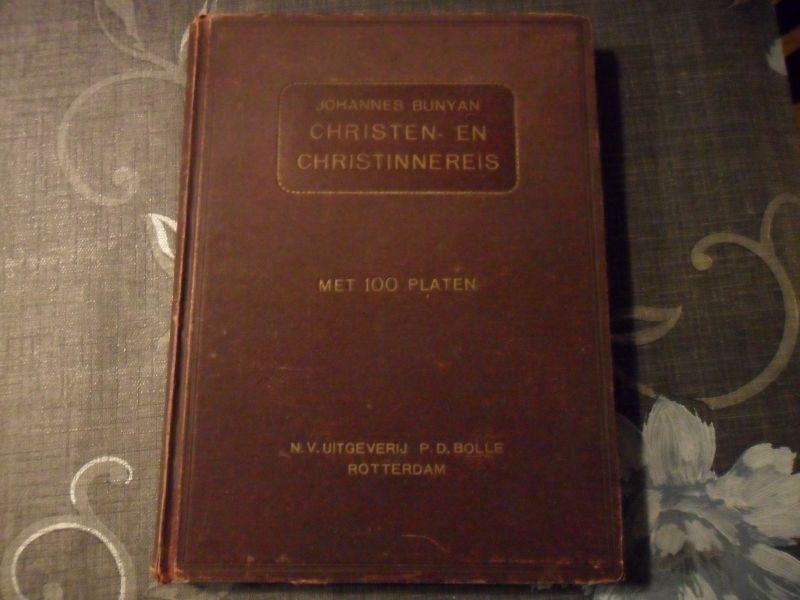 JOHANNES BUNYAN
CHRISTEN- EN
CHRISTINNEREIS
MET 100 PLATEN
N.V. UITGEVERIJ P.D. BOLLE
ROTTERDAM